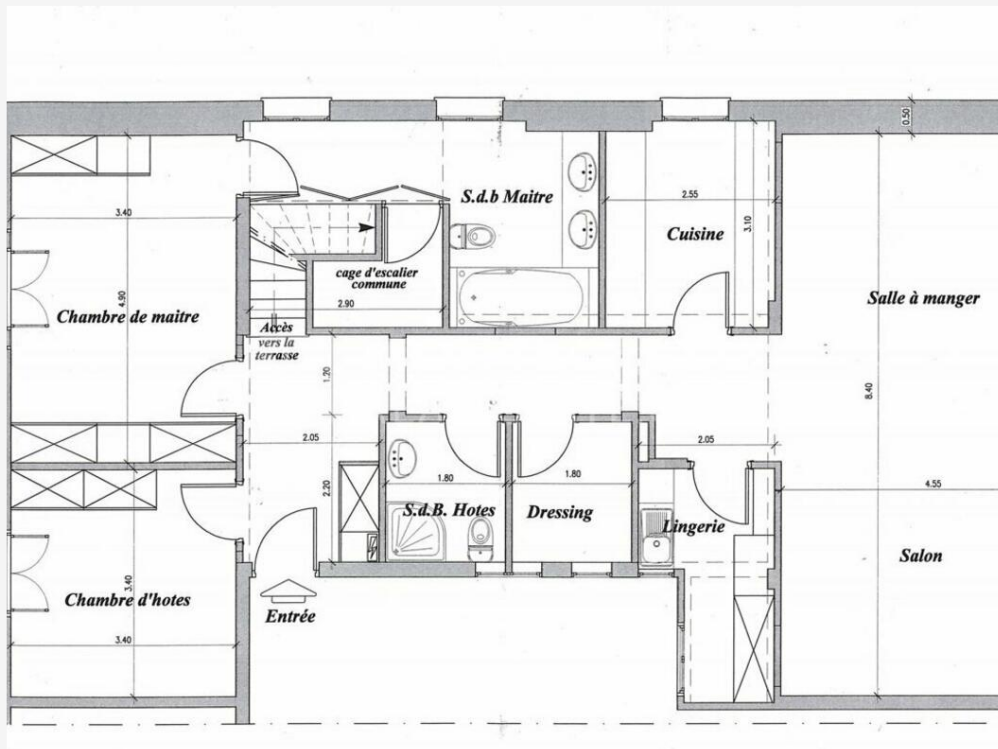 0.50
S.d.b Maitre
3.40
2.55
3.10
Cuisine
cage d'escalier
commune
2.90
4.90
Chambre de maitre
Salle à manger
Accès
vers la
terrasse
1.20
8.40
2.05
2.05
2.20
1.80
1.80
4.55
S.d.B. Hotes
Dressing
Lingerie
Salon
3.40
Chambre d'hotes
Entrée
3.40